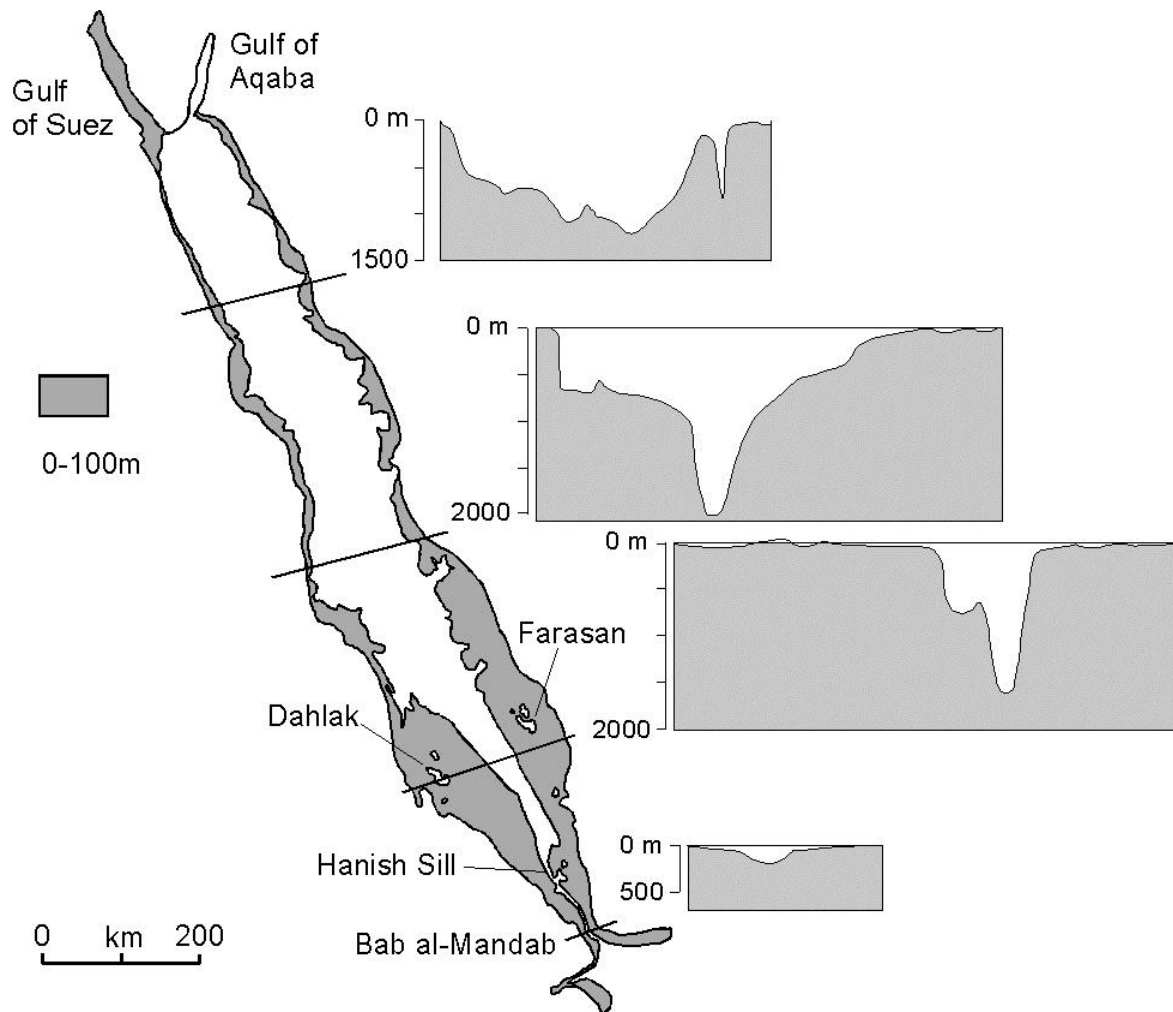 Gulf of
Aqaba
Gulf
of Suez
0 m
1500
0 m
2000
0-100m
0 m
2000
Farasan
Dahlak
Hanish Sill
0 m
500
Bab al-Mandab
0 km 200